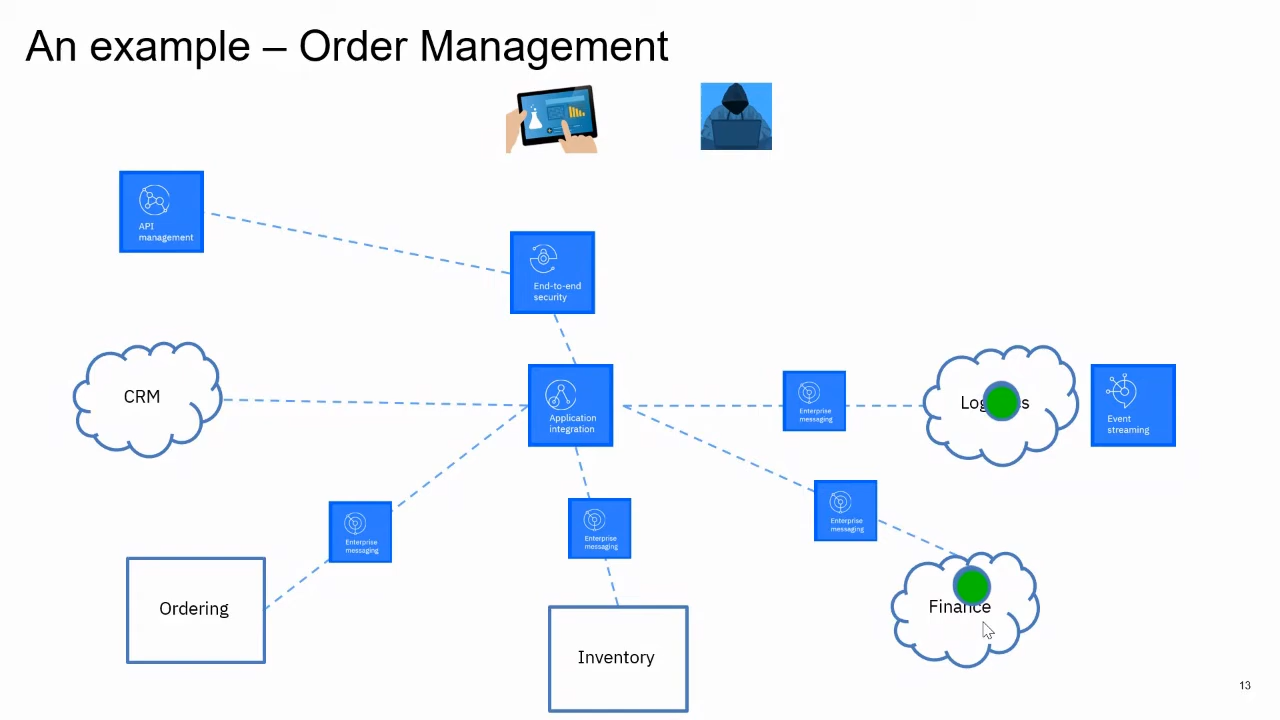 An example – Order Management
API
management
End-to-end
security
CRM
Application
integration
Enterprise
messaging
Event
streaming
Enterprise
messaging
Enterprise
messaging
Enterprise
messaging
Ordering
Finance
Inventory
13